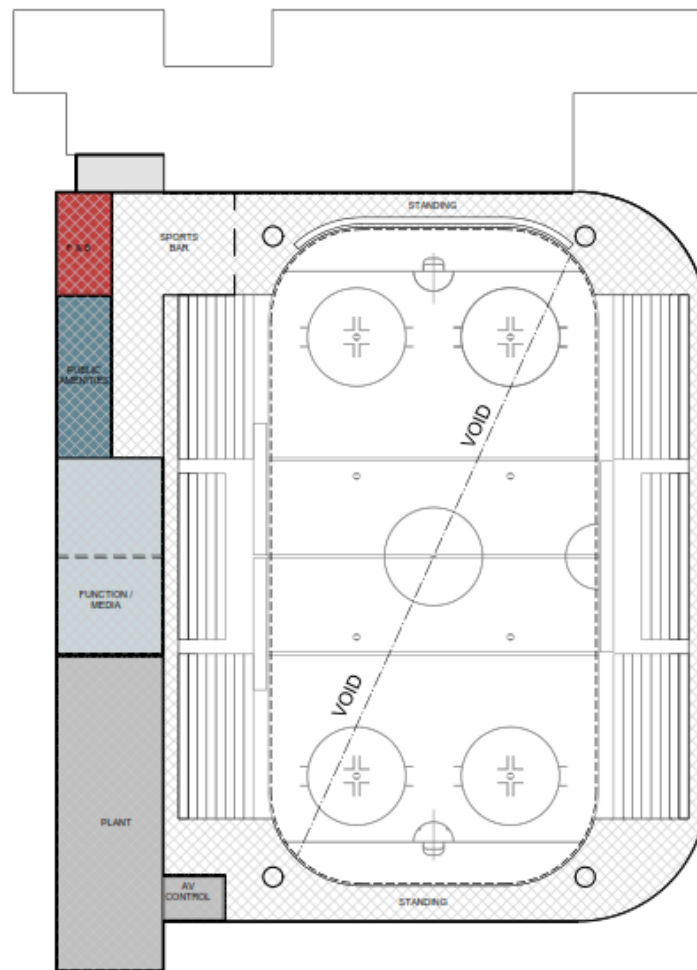 STANDING
SPORTS
BAR
F & B
PUBLIC
AMENITIES
VOID
FUNCTION /
MEDIA
VOID
PLANT
AV
CONTROL
STANDING